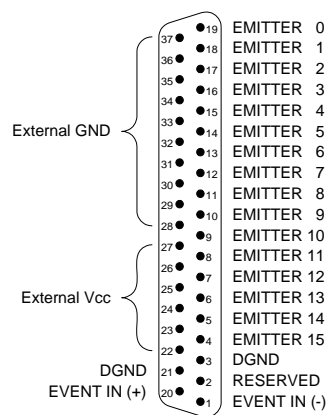 19 EMITTER 0
37
18 EMITTER 1
36
17 EMITTER 2
35
16 EMITTER 3
34
15 EMITTER 4
33
External GND
14 EMITTER 5
32
13 EMITTER 6
31
12 EMITTER 7
30
11 EMITTER 8
29
10 EMITTER 9
28
9 EMITTER 10
27
8 EMITTER 11
26
7 EMITTER 12
25
External Vcc
6 EMITTER 13
24
5 EMITTER 14
23
4 EMITTER 15
22
3 DGND
DGND 21
2 RESERVED
EVENT IN (+) 20
1 EVENT IN (-)